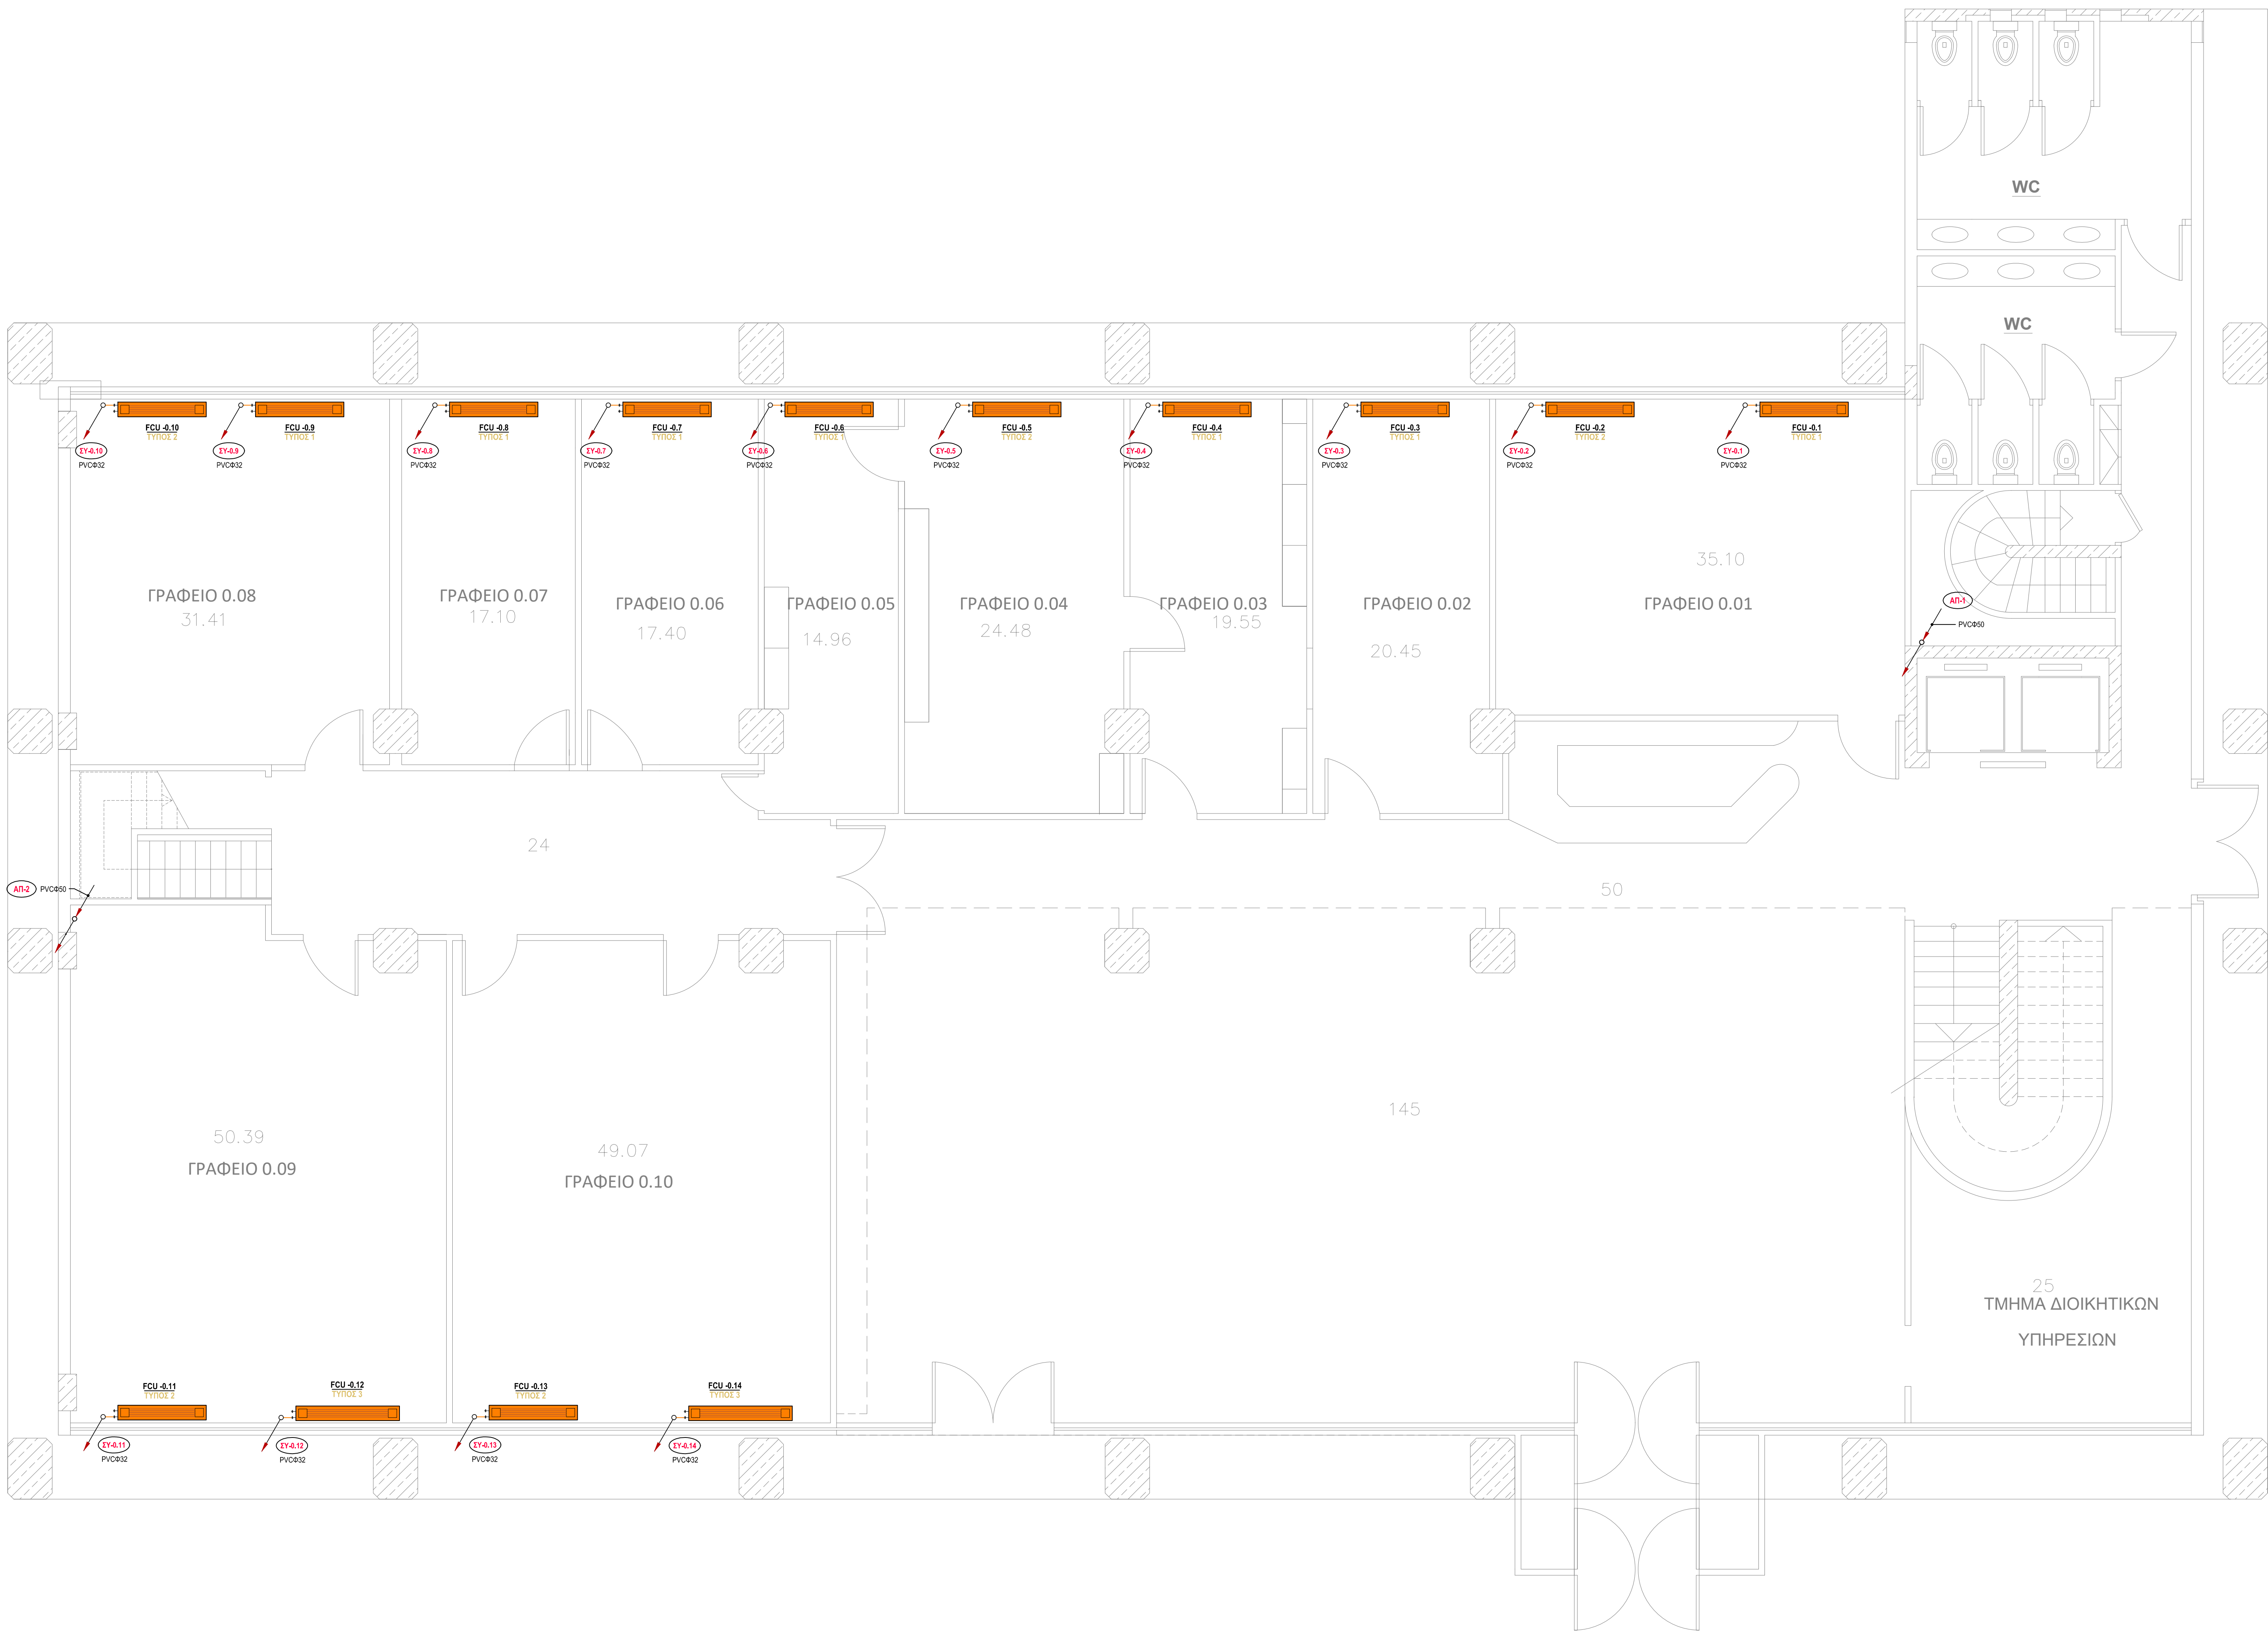 WC
WC
FCU -0.10
ΤΥΠΟΣ 2
ΣΥ-0.10
PVCΦ32
FCU -0.9
ΤΥΠΟΣ 1
ΣΥ-0.9
PVCΦ32
FCU -0.8
ΤΥΠΟΣ 1
ΣΥ-0.8
PVCΦ32
FCU -0.7
ΤΥΠΟΣ 1
ΣΥ-0.7
PVCΦ32
FCU -0.6
ΤΥΠΟΣ 1
ΣΥ-0.6
PVCΦ32
FCU -0.5
ΤΥΠΟΣ 2
ΣΥ-0.5
PVCΦ32
FCU -0.4
ΤΥΠΟΣ 1
ΣΥ-0.4
PVCΦ32
FCU -0.3
ΤΥΠΟΣ 1
ΣΥ-0.3
PVCΦ32
FCU -0.2
ΤΥΠΟΣ 2
ΣΥ-0.2
PVCΦ32
FCU -0.1
ΤΥΠΟΣ 1
ΣΥ-0.1
PVCΦ32
ΓΡΑΦΕΙΟ 0.08
31.41
ΓΡΑΦΕΙΟ 0.07
17.10
ΓΡΑΦΕΙΟ 0.06
17.40
ΓΡΑΦΕΙΟ 0.05
14.96
ΓΡΑΦΕΙΟ 0.04
24.48
ΓΡΑΦΕΙΟ 0.03
19.55
ΓΡΑΦΕΙΟ 0.02
20.45
35.10
ΓΡΑΦΕΙΟ 0.01
ΑΠ-1
PVCΦ50
24
50
ΑΠ-2
PVCΦ50
145
50.39
ΓΡΑΦΕΙΟ 0.09
49.07
ΓΡΑΦΕΙΟ 0.10
25
ΤΜΗΜΑ ΔΙΟΙΚΗΤΙΚΩΝ
ΥΠΗΡΕΣΙΩΝ
FCU -0.11
ΤΥΠΟΣ 2
ΣΥ-0.11
PVCΦ32
FCU -0.12
ΤΥΠΟΣ 3
ΣΥ-0.12
PVCΦ32
FCU -0.13
ΤΥΠΟΣ 2
ΣΥ-0.13
PVCΦ32
FCU -0.14
ΤΥΠΟΣ 3
ΣΥ-0.14
PVCΦ32